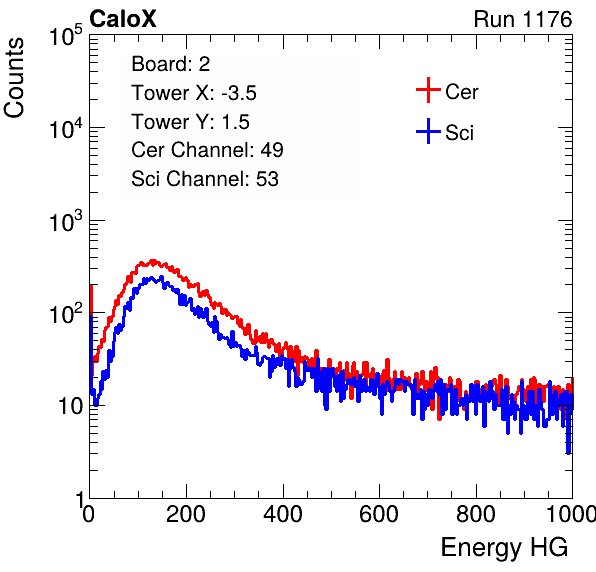 CaloX Run 1176
Counts
10^5
10^4
10^3
10^2
10
1
Board: 2
Tower X: -3.5
Tower Y: 1.5
Cer Channel: 49
Sci Channel: 53
Cer
Sci
0 200 400 600 800 1000
Energy HG